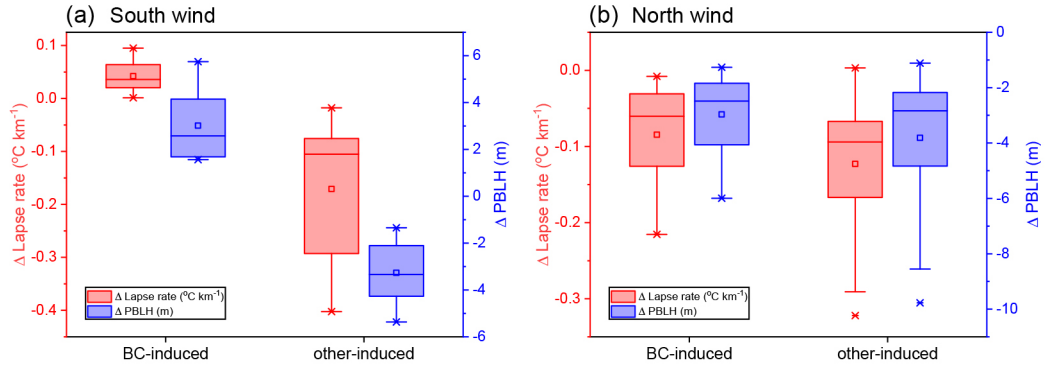 (a) South wind
Δ Lapse rate (°C km⁻¹)
0.1
0.0
-0.1
-0.2
-0.3
-0.4
6
4
2
0
-2
-4
-6
Δ PBLH (m)
Δ Lapse rate (°C km⁻¹)
Δ PBLH (m)
BC-induced other-induced
(b) North wind
Δ Lapse rate (°C km⁻¹)
0.0
-0.1
-0.2
-0.3
0
-2
-4
-6
-8
-10
Δ PBLH (m)
Δ Lapse rate (°C km⁻¹)
Δ PBLH (m)
BC-induced other-induced